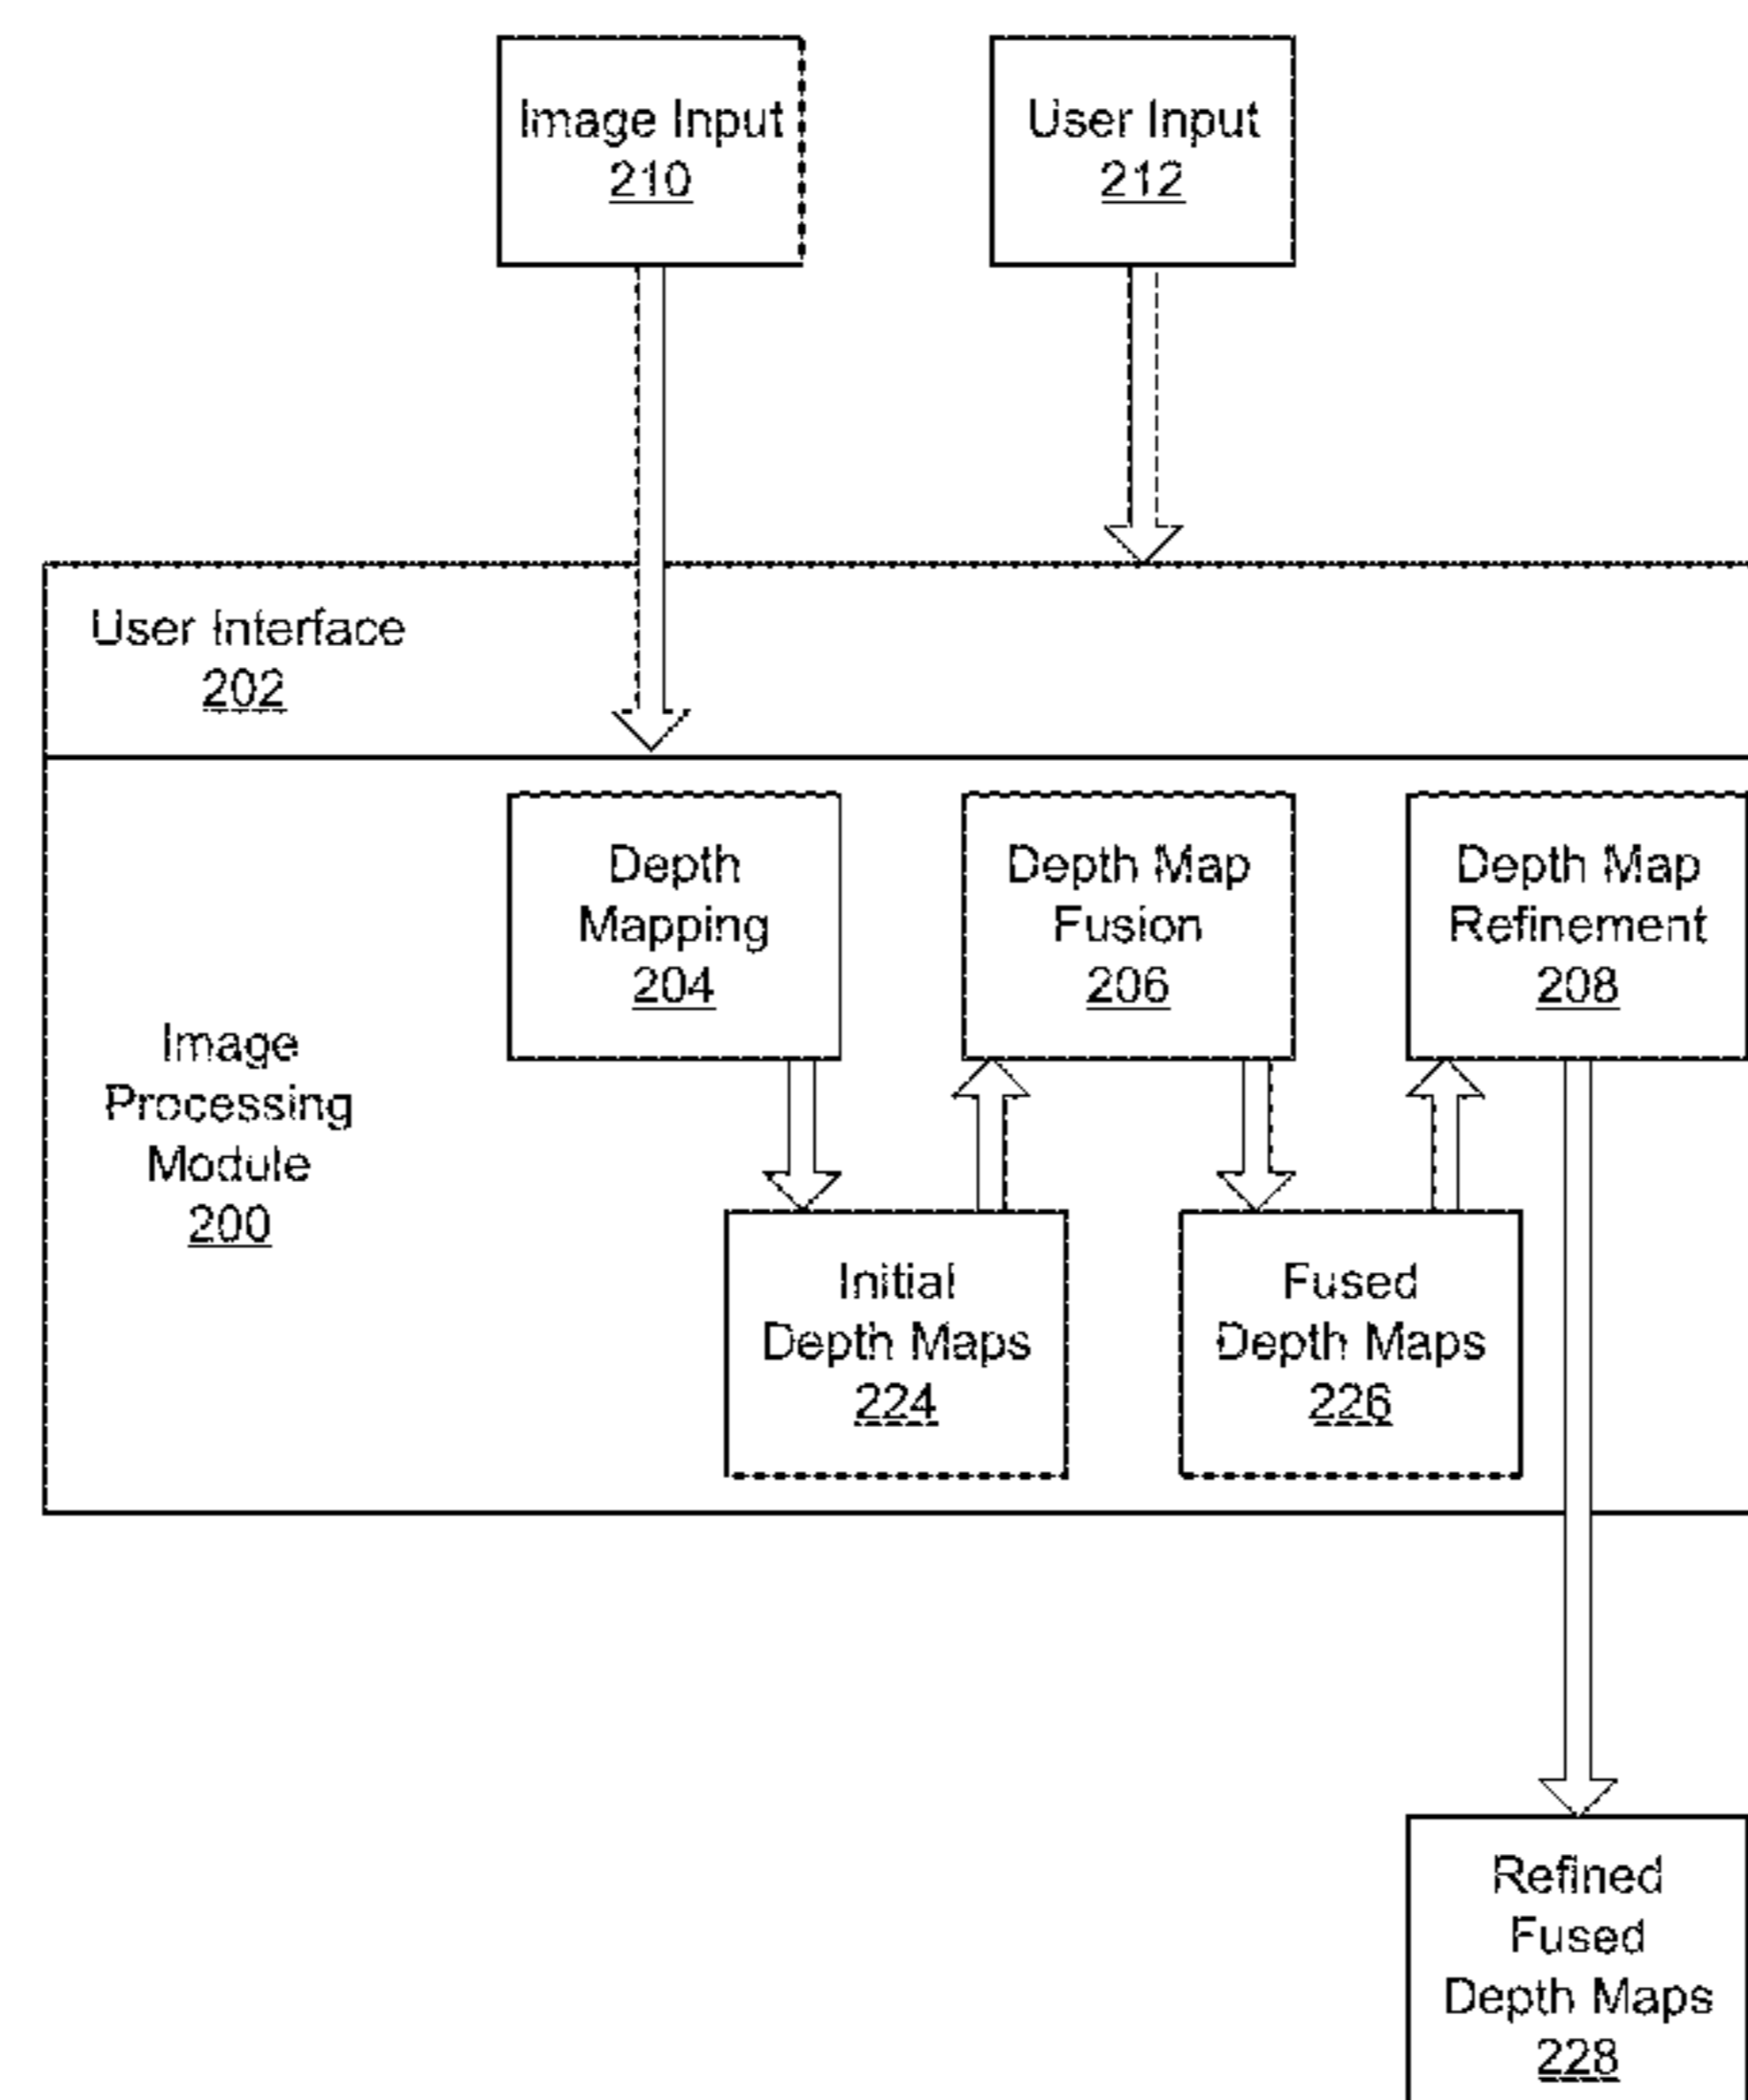 Image Input
210
User Input
212
User Interface
202
Image
Processing
Module
200
Depth
Mapping
204
Depth Map
Fusion
206
Depth Map
Refinement
208
Initial
Depth Maps
224
Fused
Depth Maps
226
Refined
Fused
Depth Maps
228